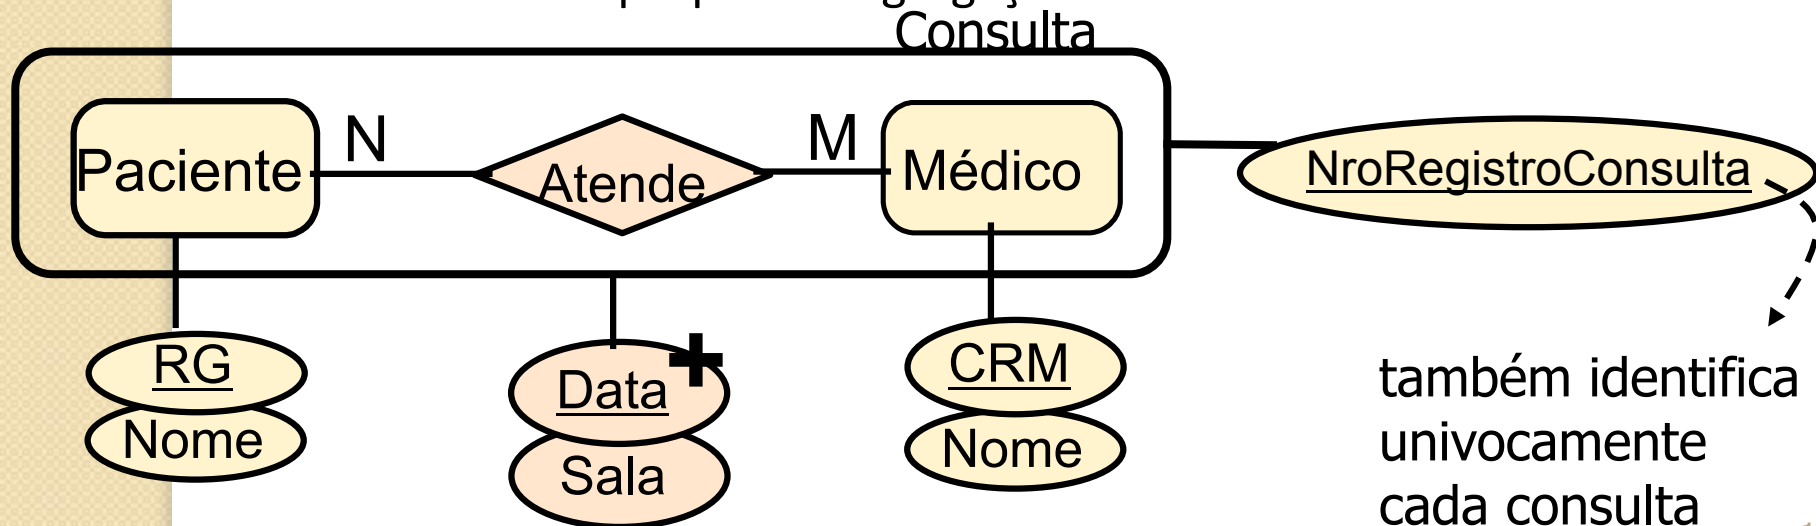 Consulta
Paciente
N
Atende
M
Médico
NroRegistroConsulta
RG
Nome
Data
Sala
CRM
Nome
também identifica
univocamente
cada consulta